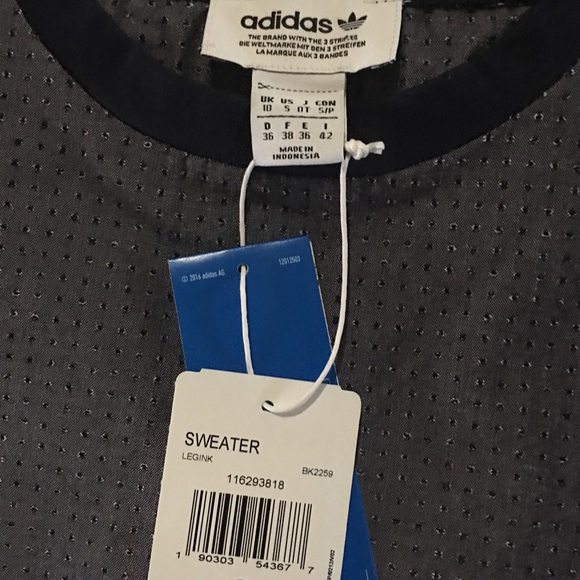 adidas
THE BRAND WITH THE 3 STRIPES
DIE WELTMARKE MIT DEN 3 STREIFEN
LA MARQUE AUX 3 BANDES
UK US J CDN
10 S OT S/P
D F E I
36 38 36 42
MADE IN
INDONESIA
© 2016 adidas AG
12012503
SWEATER
LEGINK
BK2259
116293818
1 90303 54367 7